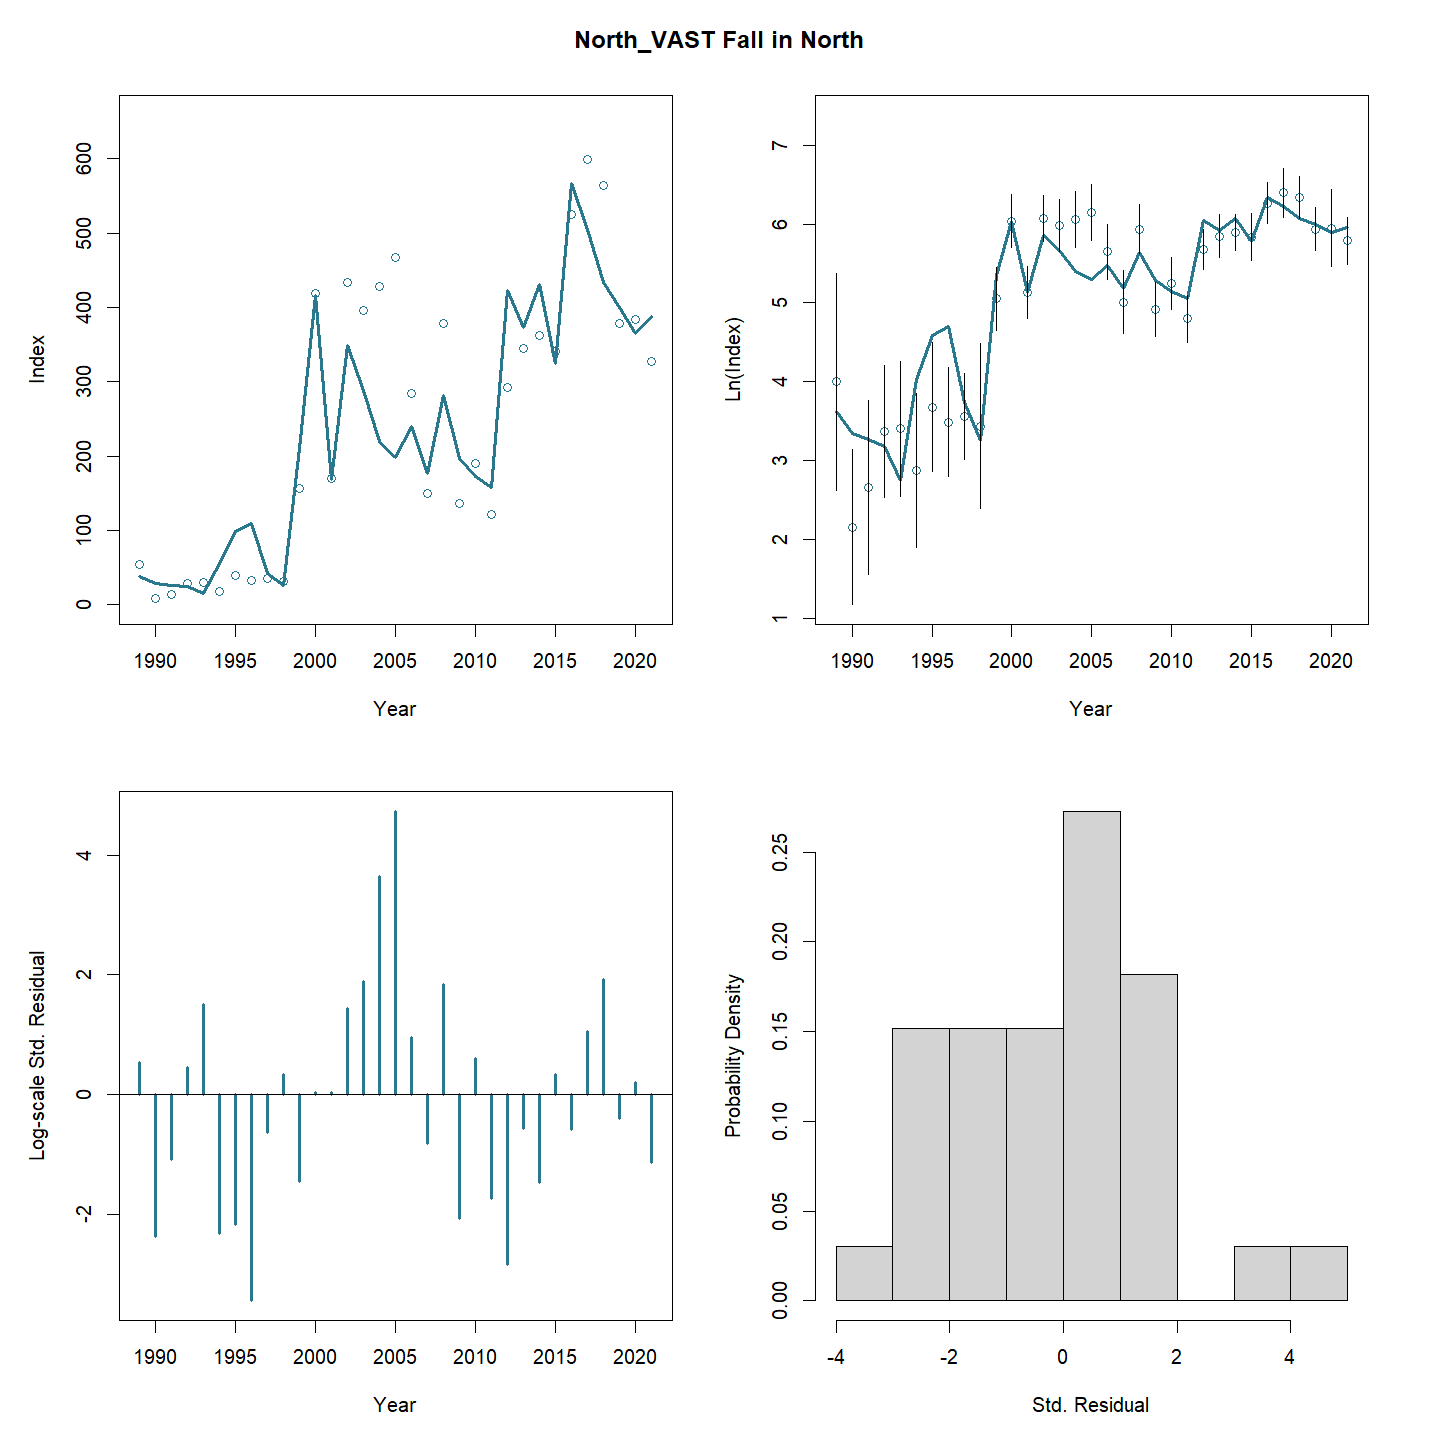 North_VAST Fall in North
Index
0 100 200 300 400 500 600
1990 1995 2000 2005 2010 2015 2020
Year
Ln(Index)
1 2 3 4 5 6 7
1990 1995 2000 2005 2010 2015 2020
Year
Log-scale Std. Residual
-2 0 2 4
1990 1995 2000 2005 2010 2015 2020
Year
Probability Density
0.00 0.05 0.10 0.15 0.20 0.25
-4 -2 0 2 4
Std. Residual